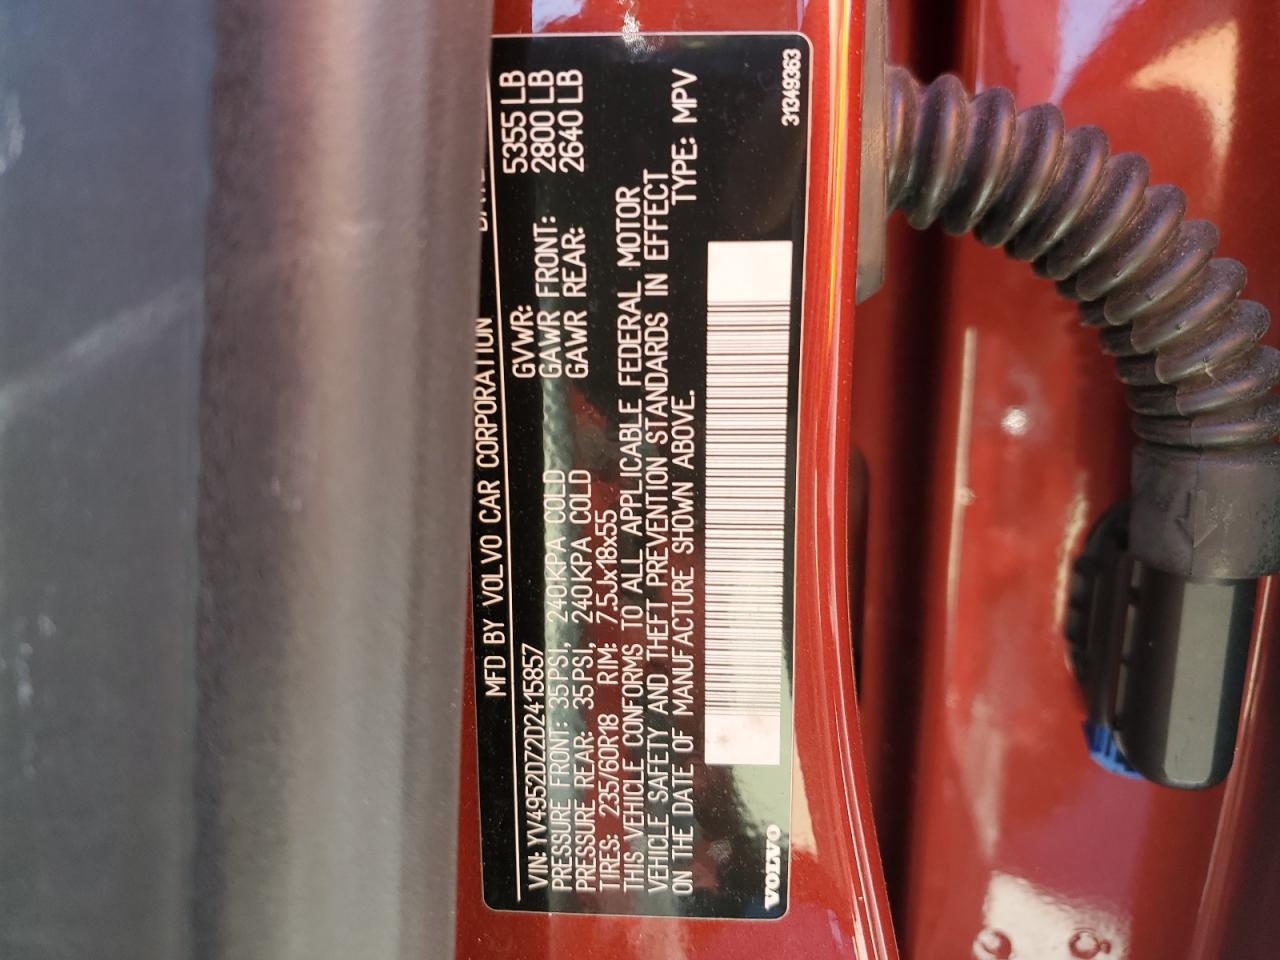 MFD BY VOLVO CAR CORPORATION
VIN: YV4952DZ2D2415857 GVWR: 5355 LB
PRESSURE FRONT: 35PSI, 240KPA COLD GAWR FRONT: 2800 LB
PRESSURE REAR: 35PSI, 240KPA COLD GAWR REAR: 2640 LB
TIRES: 235/60R18 RIM: 7.5Jx18x55
THIS VEHICLE CONFORMS TO ALL APPLICABLE FEDERAL MOTOR
VEHICLE SAFETY AND THEFT PREVENTION STANDARDS IN EFFECT
ON THE DATE OF MANUFACTURE SHOWN ABOVE. TYPE: MPV
VOLVO 31349363